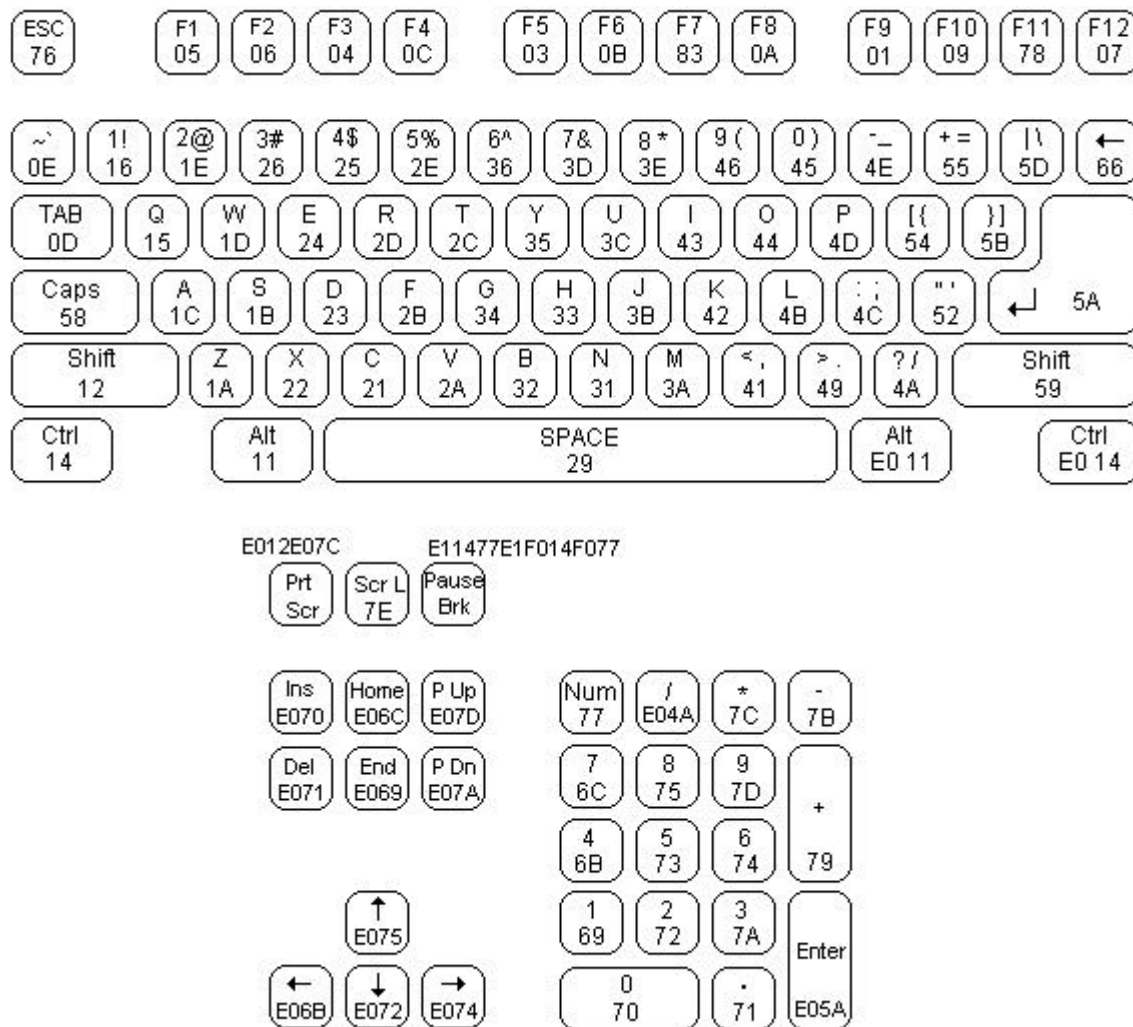 ESC F1 F2 F3 F4 F5 F6 F7 F8 F9 F10 F11 F12
76 05 06 04 0C 03 0B 83 0A 01 09 78 07
~` 1! 2@ 3# 4$ 5% 6^ 7& 8* 9( 0) -_ += |\ ←
0E 16 1E 26 25 2E 36 3D 3E 46 45 4E 55 5D 66
TAB Q W E R T Y U I O P [{ }]
0D 15 1D 24 2D 2C 35 3C 43 44 4D 54 5B
Caps A S D F G H J K L :; "' ↵ 5A
58 1C 1B 23 2B 34 33 3B 42 4B 4C 52
Shift Z X C V B N M <, >. ?/ Shift
12 1A 22 21 2A 32 31 3A 41 49 4A 59
Ctrl Alt SPACE Alt Ctrl
14 11 29 E0 11 E0 14
E012E07C E11477E1F014F077
Prt Scr L Pause
Scr 7E Brk
Ins Home P Up Num / * -
E070 E06C E07D 77 E04A 7C 7B
Del End P Dn 7 8 9
E071 E069 E07A 6C 75 7D
+
4 5 6
6B 73 74 79
↑ 1 2 3
E075 69 72 7A
Enter
← ↓ → 0 .
E06B E072 E074 70 71 E05A